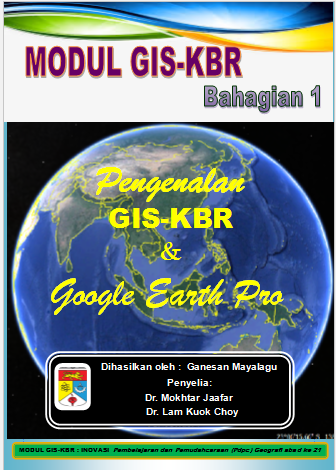 MODUL GIS-KBR
Bahagian 1
Pengenalan
GIS-KBR
&
Google Earth Pro
Dihasilkan oleh : Ganesan Mayalagu
Penyelia:
Dr. Mokhtar Jaafar
Dr. Lam Kuok Choy
MODUL GIS-KBR : INOVASI Pembelajaran dan Pemudahcaraan (Pdpc) Geografi abad ke 21